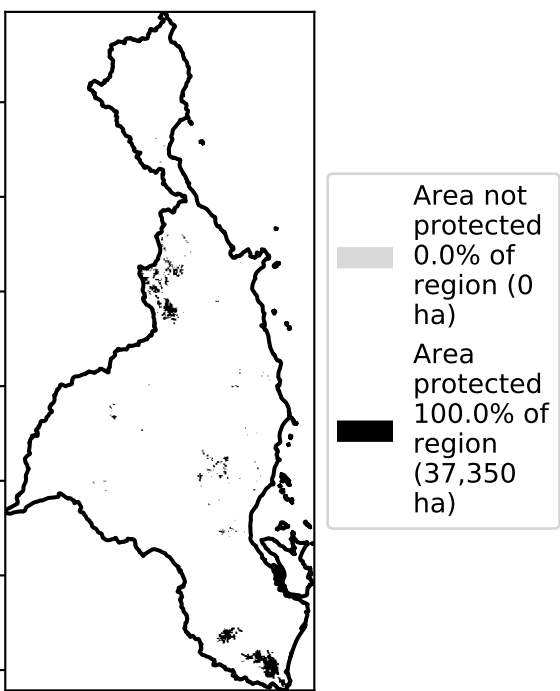 Area not
protected
0.0% of
region (0
ha)
Area
protected
100.0% of
region
(37,350
ha)